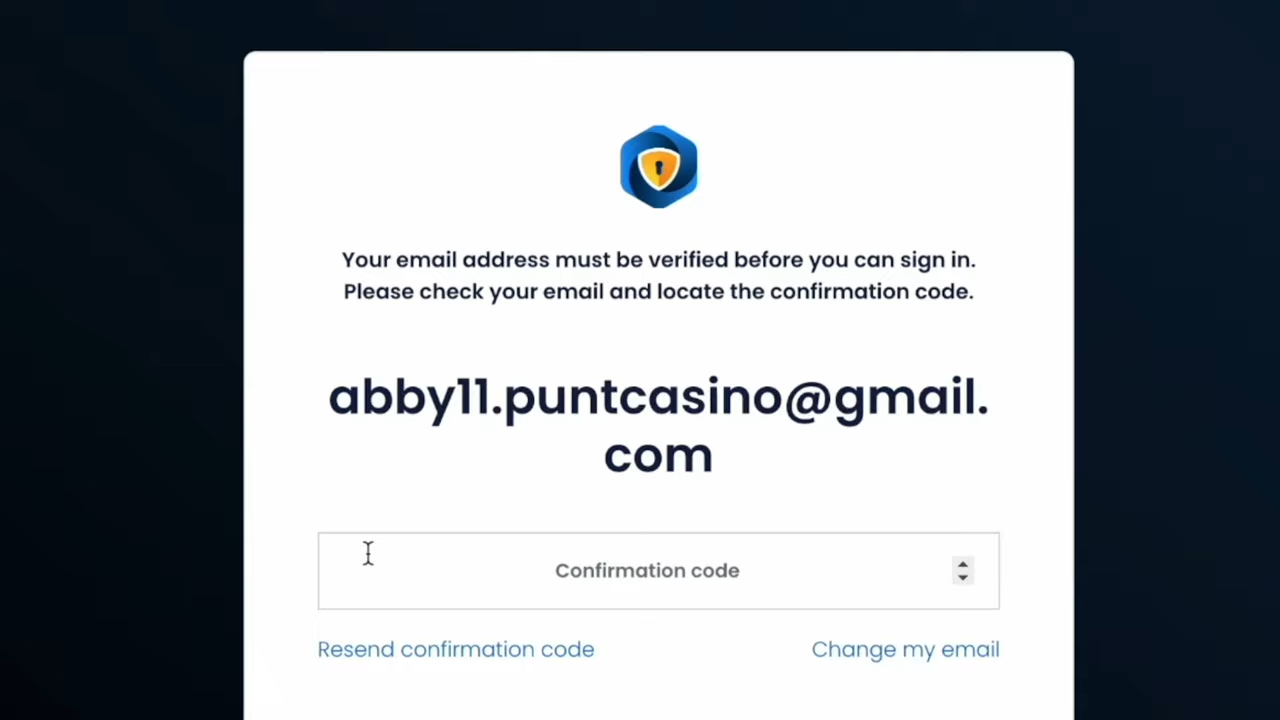 Your email address must be verified before you can sign in.
Please check your email and locate the confirmation code.
abby11.puntcasino@gmail.
com
Confirmation code
Resend confirmation code
Change my email